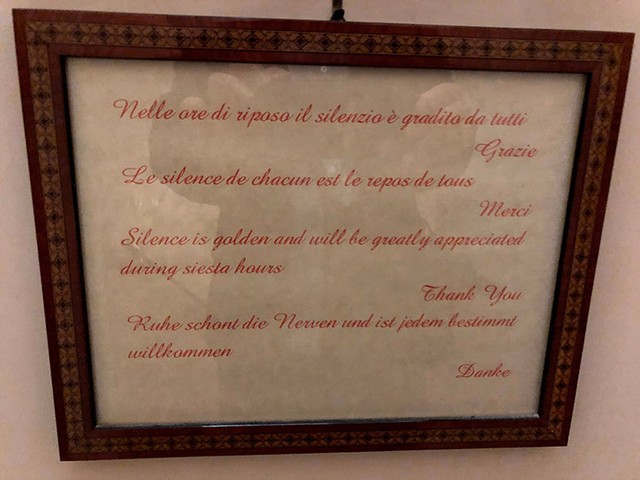 Nelle ore di riposo il silenzio è gradito da tutti
Grazie
Le silence de chacun est le repos de tous
Merci
Silence is golden and will be greatly appreciated
during siesta hours
Thank You
Ruhe schont die Nerven und ist jedem bestimmt
willkommen
Danke